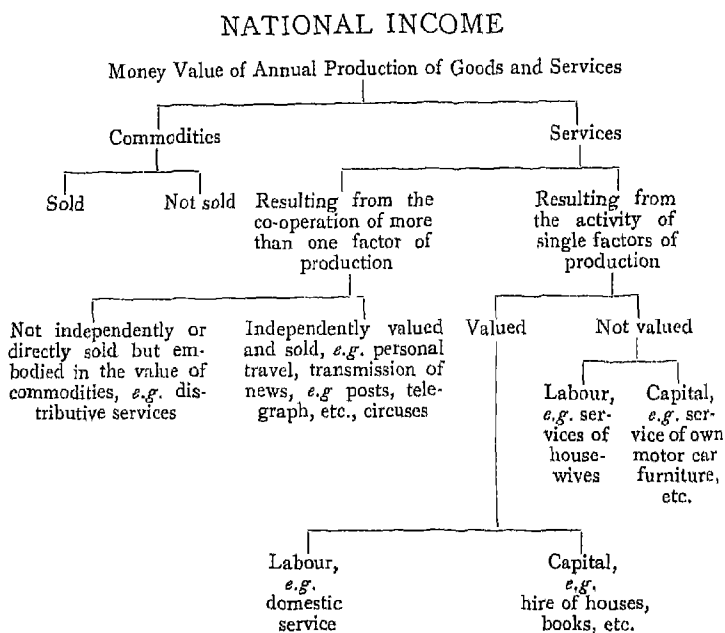 NATIONAL INCOME
Money Value of Annual Production of Goods and Services
Commodities
Services
Sold
Not sold
Resulting from the
co-operation of more
than one factor of
production
Resulting from
the activity of
single factors of
production
Not independently or
directly sold but em-
bodied in the value of
commodities, e.g. dis-
tributive services
Independently valued
and sold, e.g. personal
travel, transmission of
news, e.g posts, tele-
graph, etc., circuses
Valued
Not valued
Labour,
e.g. ser-
vices of
house-
wives
Capital,
e.g. ser-
vice of own
motor car
furniture,
etc.
Labour,
e.g.
domestic
service
Capital,
e.g.
hire of houses,
books, etc.